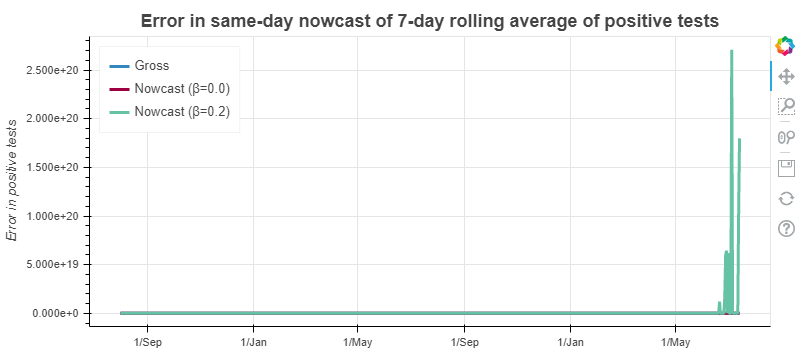 Error in same-day nowcast of 7-day rolling average of positive tests
Gross
Nowcast (β=0.0)
Nowcast (β=0.2)
Error in positive tests
2.500e+20
2.000e+20
1.500e+20
1.000e+20
5.000e+19
0.000e+0
1/Sep 1/Jan 1/May 1/Sep 1/Jan 1/May